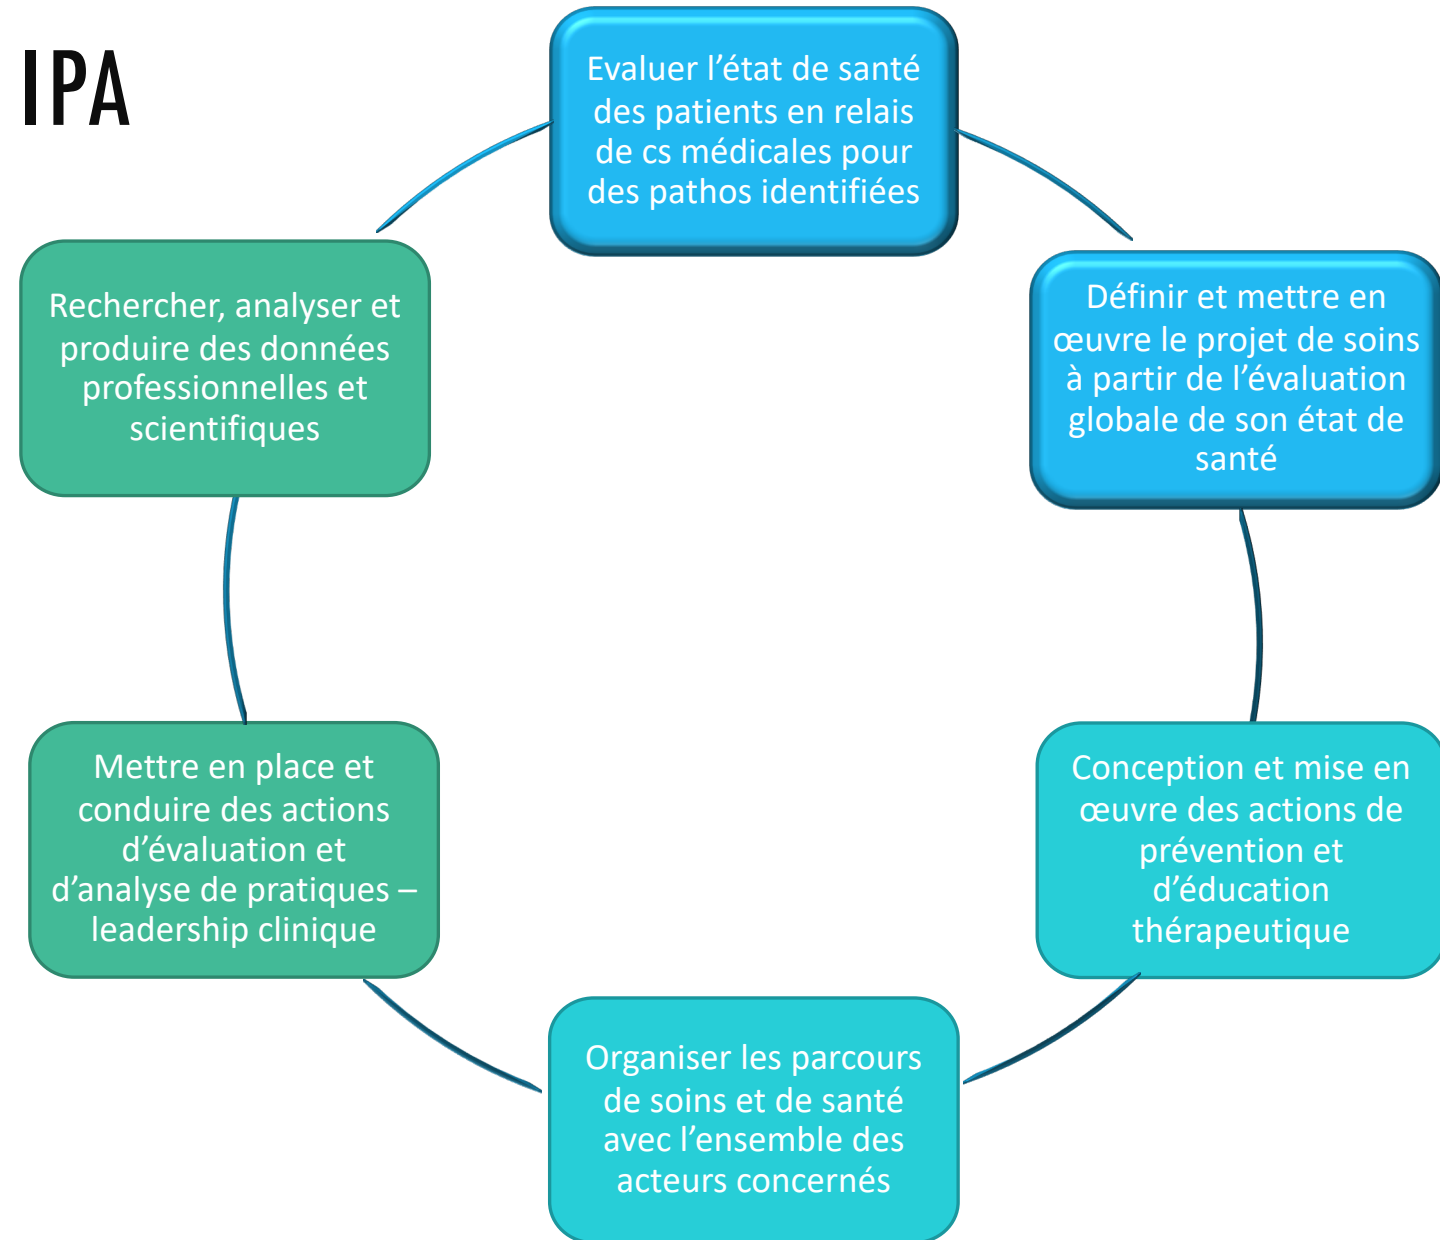 IPA
Evaluer l’état de santé
des patients en relais
de cs médicales pour
des pathos identifiées
Définir et mettre en
œuvre le projet de soins
à partir de l’évaluation
globale de son état de
santé
Conception et mise en
œuvre des actions de
prévention et
d’éducation
thérapeutique
Organiser les parcours
de soins et de santé
avec l’ensemble des
acteurs concernés
Mettre en place et
conduire des actions
d’évaluation et
d’analyse de pratiques –
leadership clinique
Rechercher, analyser et
produire des données
professionnelles et
scientifiques